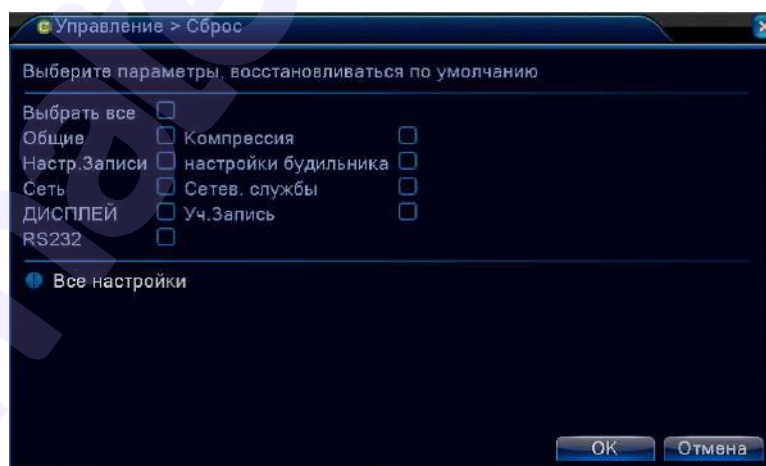 Управление > Сброс
Выберите параметры, восстановливаться по умолчанию
Выбрать все
Общие Компрессия
Настр.Записи настройки будильника
Сеть Сетев. службы
ДИСПЛЕЙ Уч.Запись
RS232
Все настройки
OK Отмена